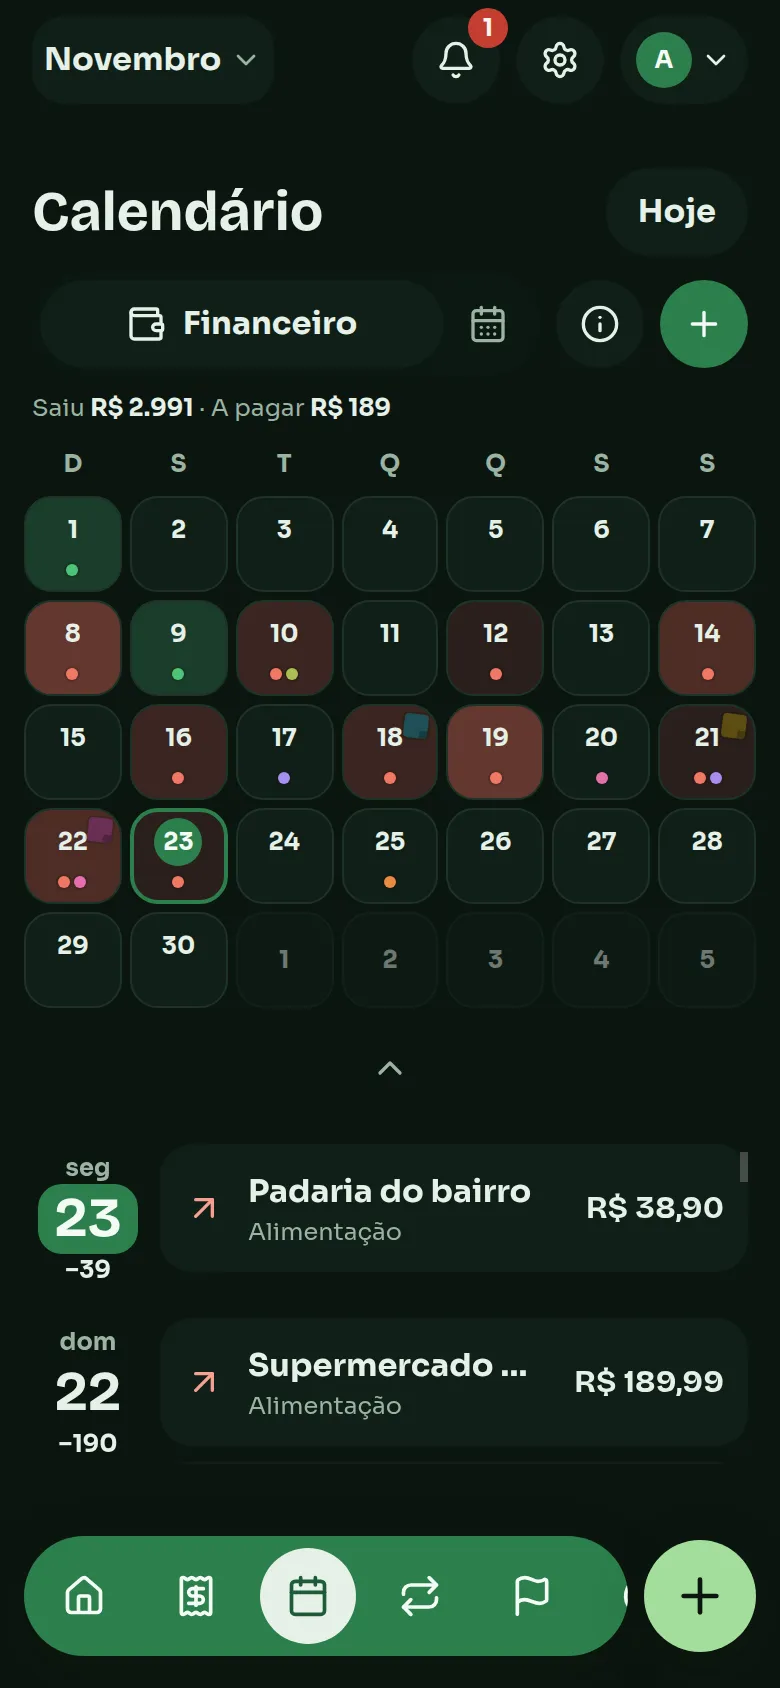 Novembro
1
A
Calendário
Hoje
Financeiro
Saiu R$ 2.991 · A pagar R$ 189
D S T Q Q S S
1 2 3 4 5 6 7
8 9 10 11 12 13 14
15 16 17 18 19 20 21
22 23 24 25 26 27 28
29 30 1 2 3 4 5
seg
23
−39
Padaria do bairro
Alimentação
R$ 38,90
dom
22
−190
Supermercado ...
Alimentação
R$ 189,99